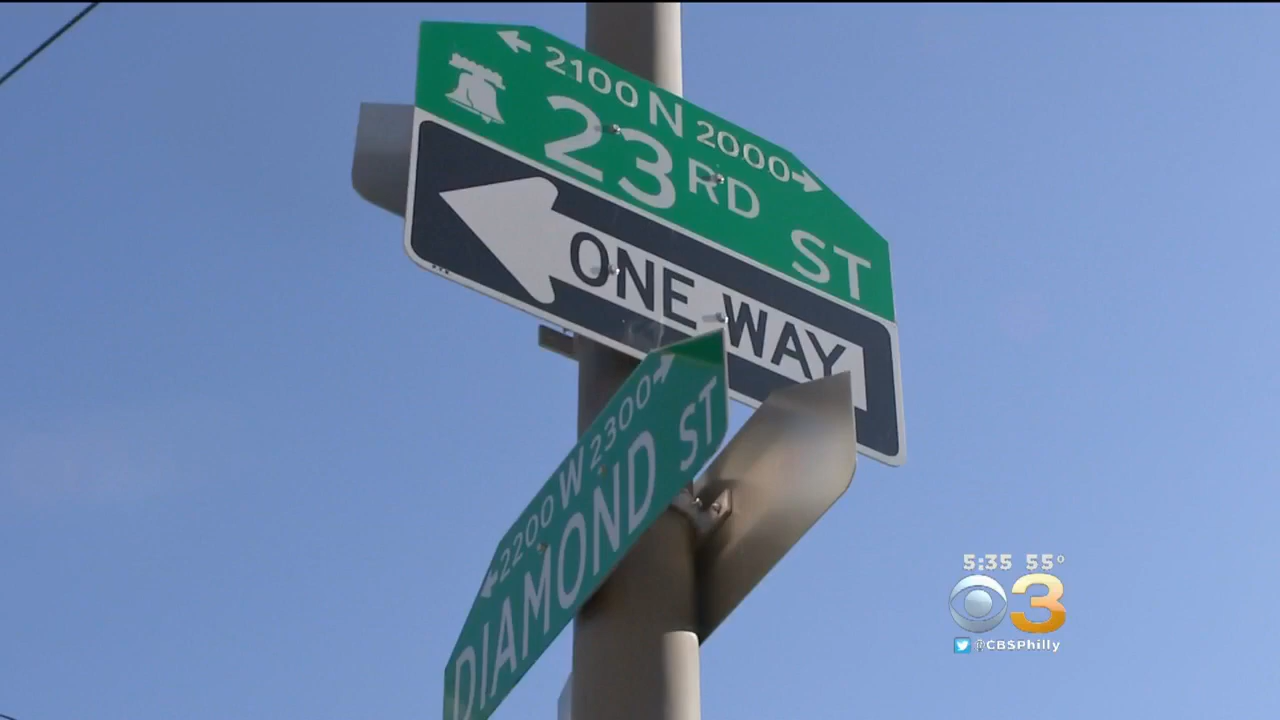 ← 2100 N 2000 →
23RD ST
ONE WAY
← 2200 W 2300 →
DIAMOND ST
5:35 55°
3
@CBSPhilly